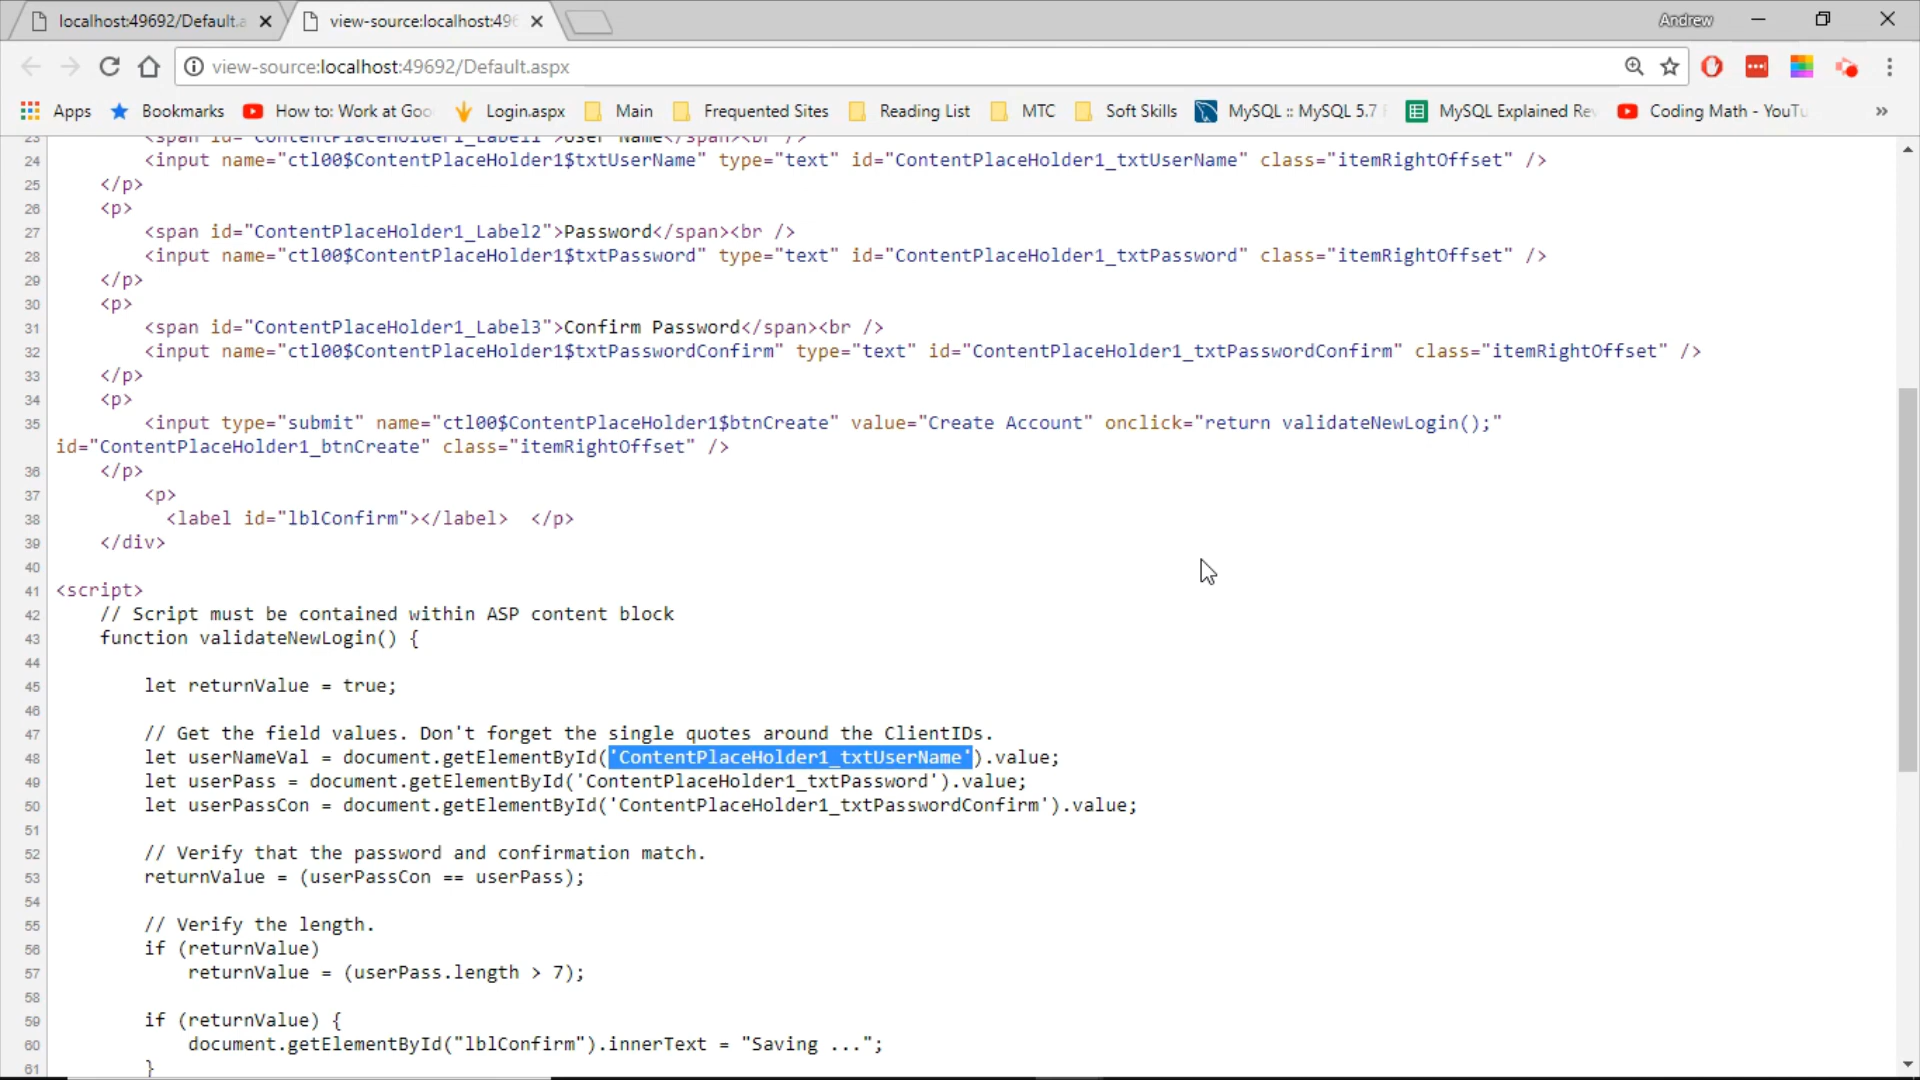 localhost:49692/Default.a
view-source:localhost:496
Andrew
view-source:localhost:49692/Default.aspx
Apps Bookmarks How to: Work at Goo Login.aspx Main Frequented Sites Reading List MTC Soft Skills MySQL :: MySQL 5.7 MySQL Explained Re Coding Math - YouTu »
23 <span id="ContentPlaceHolder1_Label1">User Name</span><br />
24 <input name="ctl00$ContentPlaceHolder1$txtUserName" type="text" id="ContentPlaceHolder1_txtUserName" class="itemRightOffset" />
25 </p>
26 <p>
27 <span id="ContentPlaceHolder1_Label2">Password</span><br />
28 <input name="ctl00$ContentPlaceHolder1$txtPassword" type="text" id="ContentPlaceHolder1_txtPassword" class="itemRightOffset" />
29 </p>
30 <p>
31 <span id="ContentPlaceHolder1_Label3">Confirm Password</span><br />
32 <input name="ctl00$ContentPlaceHolder1$txtPasswordConfirm" type="text" id="ContentPlaceHolder1_txtPasswordConfirm" class="itemRightOffset" />
33 </p>
34 <p>
35 <input type="submit" name="ctl00$ContentPlaceHolder1$btnCreate" value="Create Account" onclick="return validateNewLogin();"
id="ContentPlaceHolder1_btnCreate" class="itemRightOffset" />
36 </p>
37 <p>
38 <label id="lblConfirm"></label> </p>
39 </div>
40
41 <script>
42 // Script must be contained within ASP content block
43 function validateNewLogin() {
44
45 let returnValue = true;
46
47 // Get the field values. Don't forget the single quotes around the ClientIDs.
48 let userNameVal = document.getElementById('ContentPlaceHolder1_txtUserName').value;
49 let userPass = document.getElementById('ContentPlaceHolder1_txtPassword').value;
50 let userPassCon = document.getElementById('ContentPlaceHolder1_txtPasswordConfirm').value;
51
52 // Verify that the password and confirmation match.
53 returnValue = (userPassCon == userPass);
54
55 // Verify the length.
56 if (returnValue)
57 returnValue = (userPass.length > 7);
58
59 if (returnValue) {
60 document.getElementById("lblConfirm").innerText = "Saving ...";
61 }